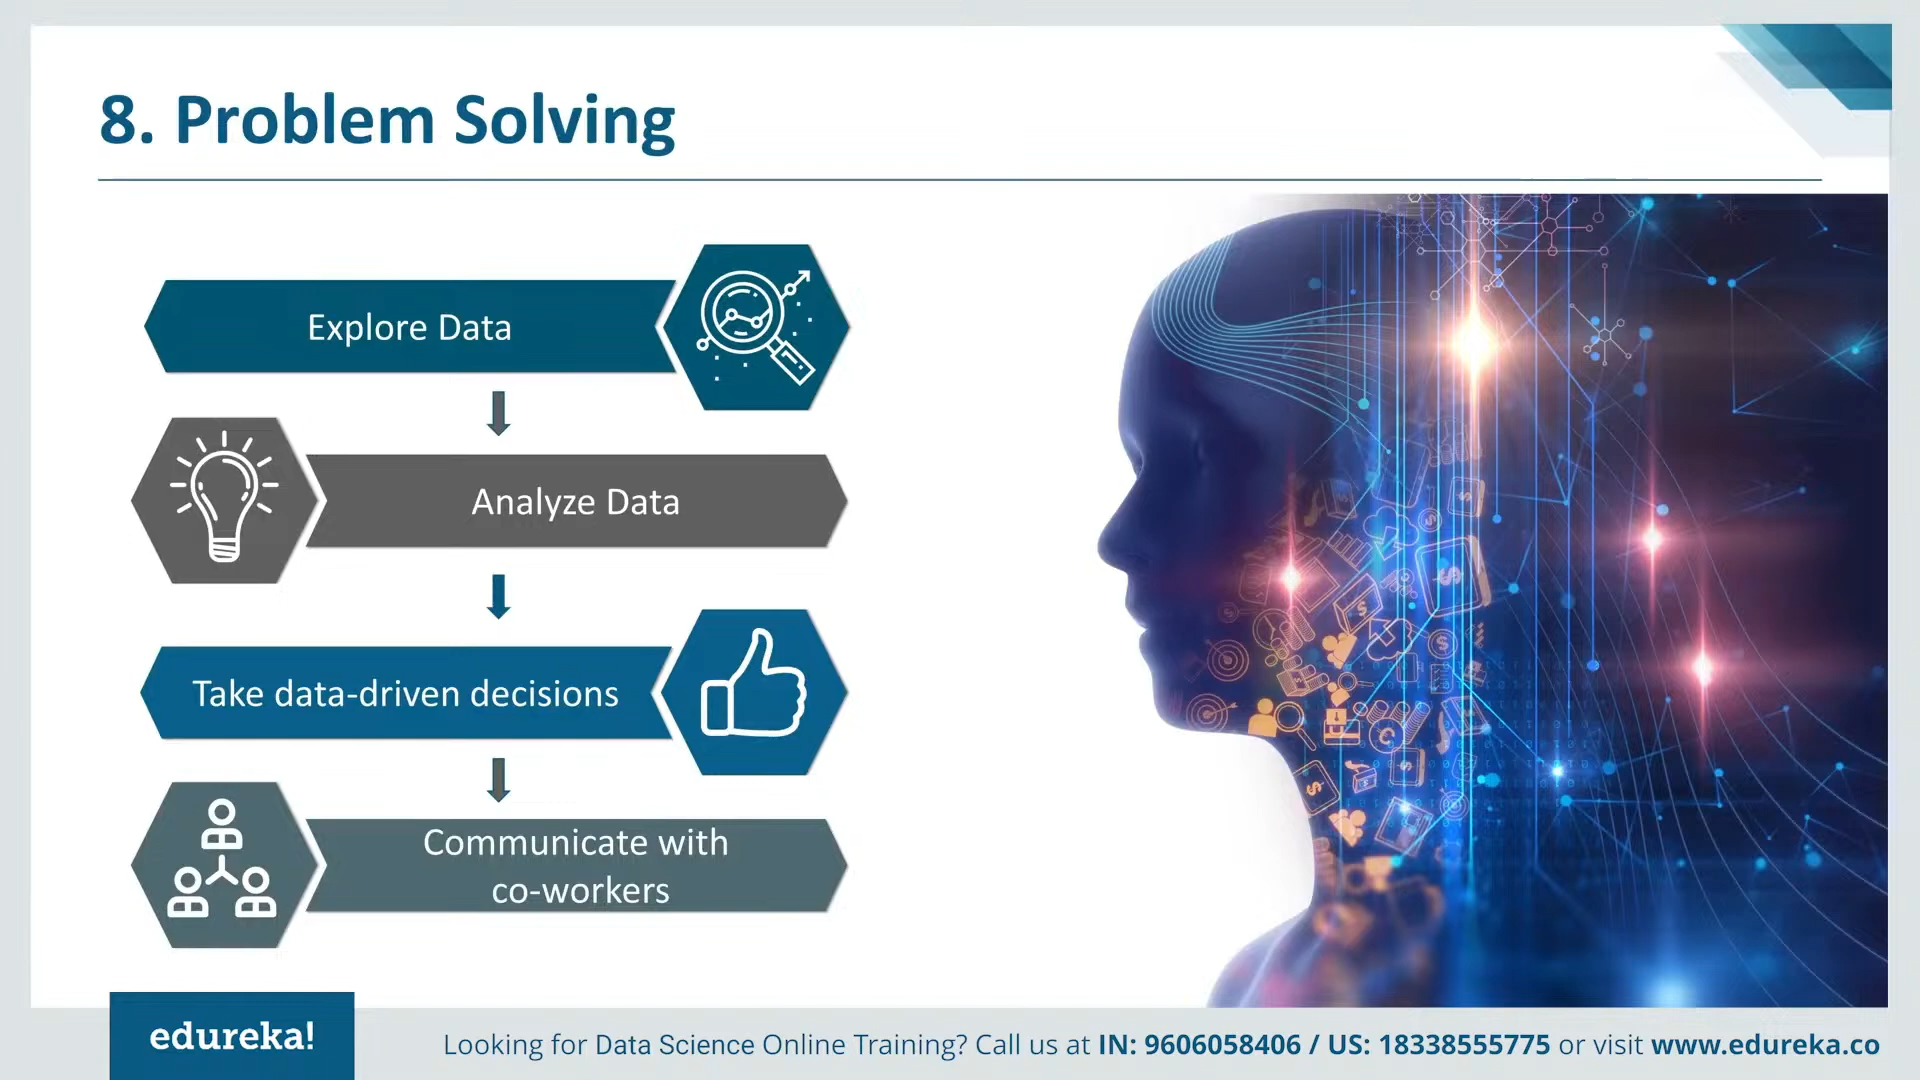 8. Problem Solving
Explore Data
Analyze Data
Take data-driven decisions
Communicate with
co-workers
edureka!
Looking for Data Science Online Training? Call us at IN: 9606058406 / US: 18338555775 or visit www.edureka.co